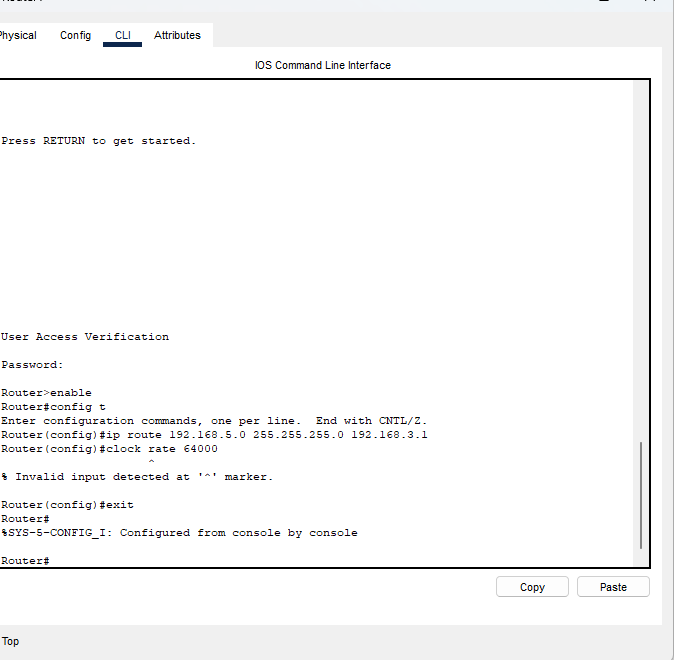 Physical Config CLI Attributes
IOS Command Line Interface
Press RETURN to get started.
User Access Verification
Password:
Router>enable
Router#config t
Enter configuration commands, one per line.  End with CNTL/Z.
Router(config)#ip route 192.168.5.0 255.255.255.0 192.168.3.1
Router(config)#clock rate 64000
^
% Invalid input detected at '^' marker.
Router(config)#exit
Router#
%SYS-5-CONFIG_I: Configured from console by console
Router#
Copy Paste
Top